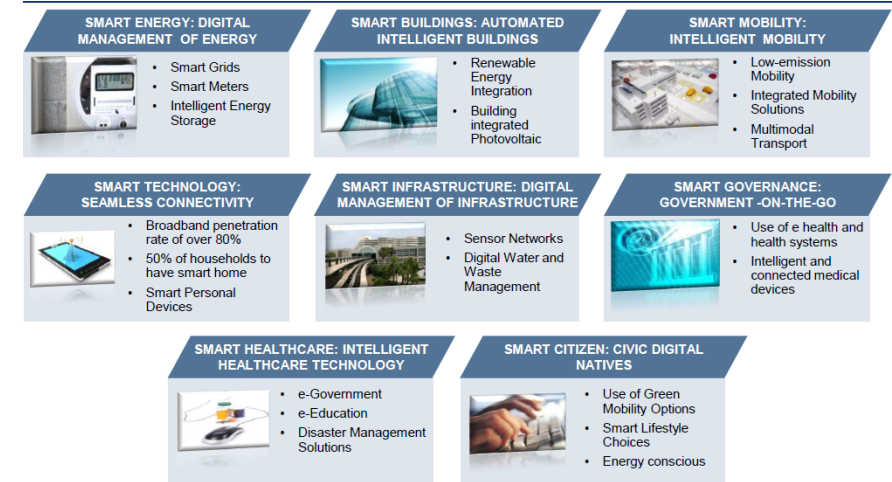 SMART ENERGY: DIGITAL
MANAGEMENT OF ENERGY
• Smart Grids
• Smart Meters
• Intelligent Energy
Storage
SMART BUILDINGS: AUTOMATED
INTELLIGENT BUILDINGS
• Renewable
Energy
Integration
• Building
integrated
Photovoltaic
SMART MOBILITY:
INTELLIGENT MOBILITY
• Low-emission
Mobility
• Integrated Mobility
Solutions
• Multimodal
Transport
SMART TECHNOLOGY:
SEAMLESS CONNECTIVITY
• Broadband penetration
rate of over 80%
• 50% of households to
have smart home
• Smart Personal
Devices
SMART INFRASTRUCTURE: DIGITAL
MANAGEMENT OF INFRASTRUCTURE
• Sensor Networks
• Digital Water and
Waste
Management
SMART GOVERNANCE:
GOVERNMENT -ON-THE-GO
• Use of e health and
health systems
• Intelligent and
connected medical
devices
SMART HEALTHCARE: INTELLIGENT
HEALTHCARE TECHNOLOGY
• e-Government
• e-Education
• Disaster Management
Solutions
SMART CITIZEN: CIVIC DIGITAL
NATIVES
• Use of Green
Mobility Options
• Smart Lifestyle
Choices
• Energy conscious